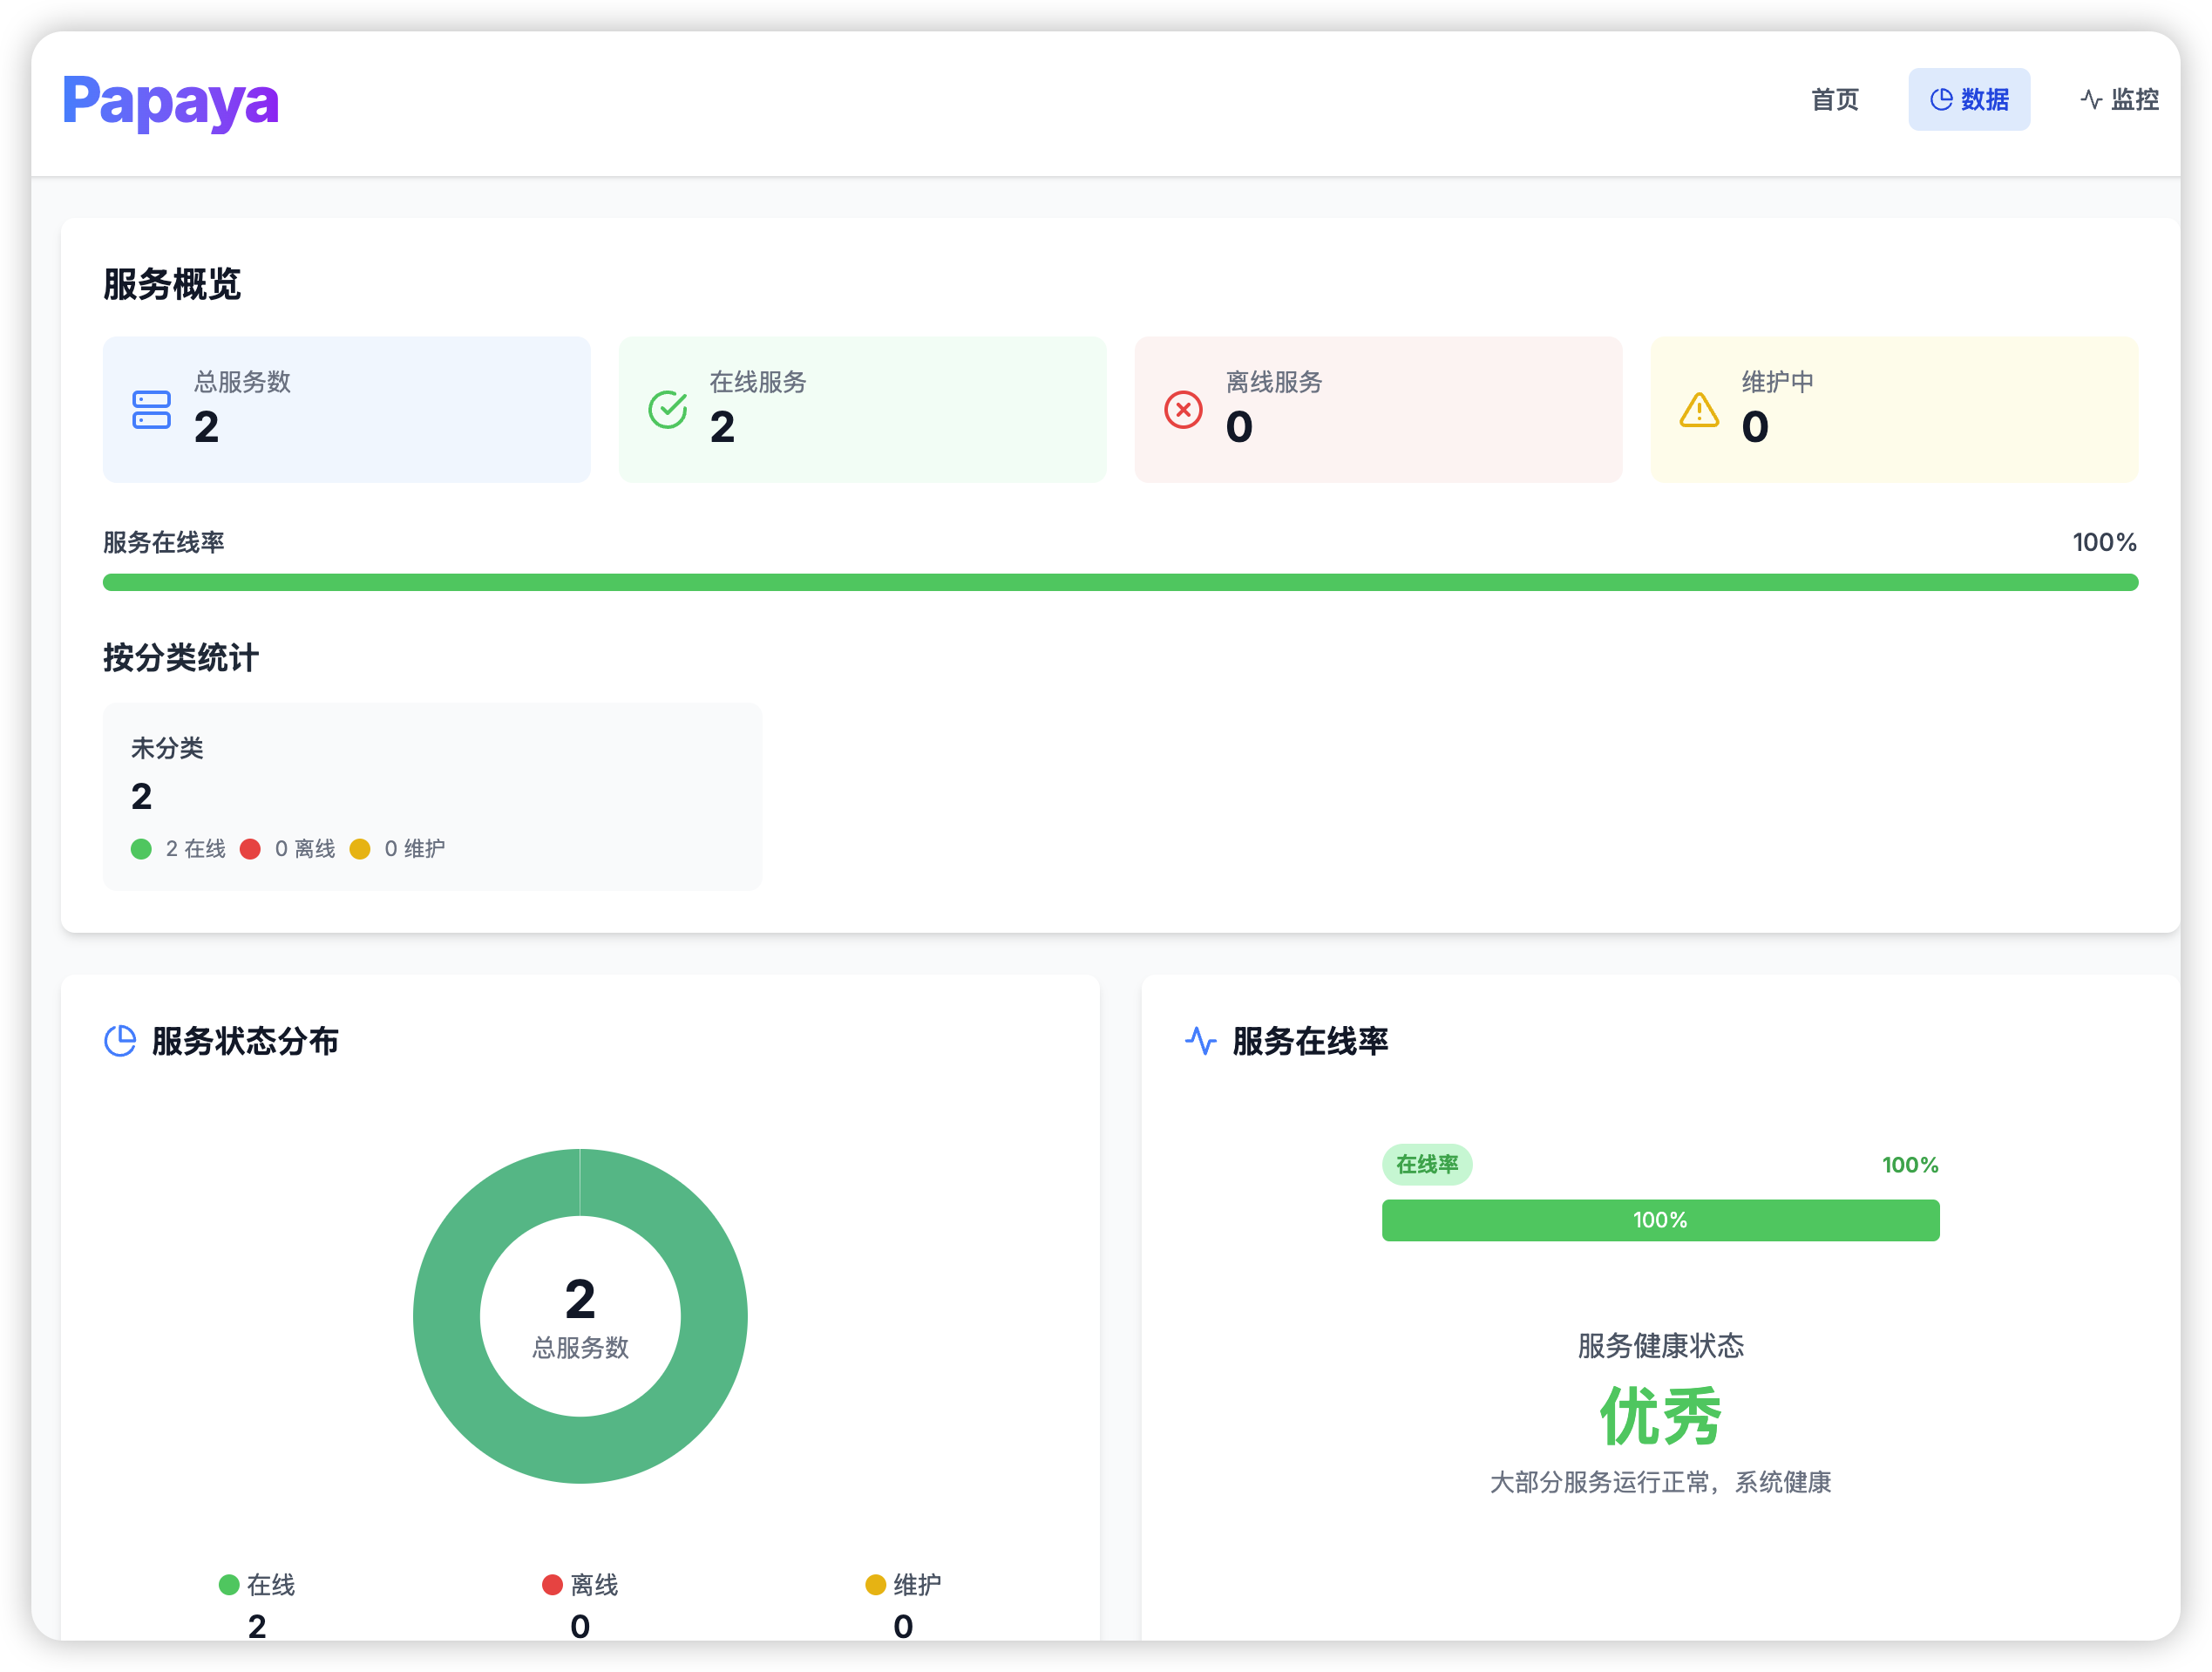 Papaya
首页
数据
监控
服务概览
总服务数
2
在线服务
2
离线服务
0
维护中
0
服务在线率
100%
按分类统计
未分类
2
2 在线
0 离线
0 维护
服务状态分布
2
总服务数
在线
2
离线
0
维护
0
服务在线率
在线率
100%
100%
服务健康状态
优秀
大部分服务运行正常，系统健康